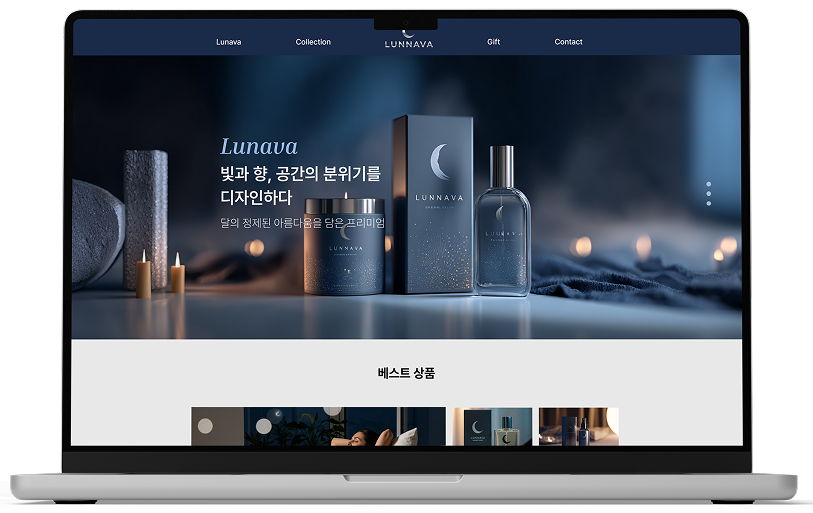 Lunava
Collection
LUNNAVA
Gift
Contact
Lunava
빛과 향, 공간의 분위기를
디자인하다
달의 정제된 아름다움을 담은 프리미엄
LUNNAVA
LUNNAVA
LUNNAVA
베스트 상품
LUNNAVA